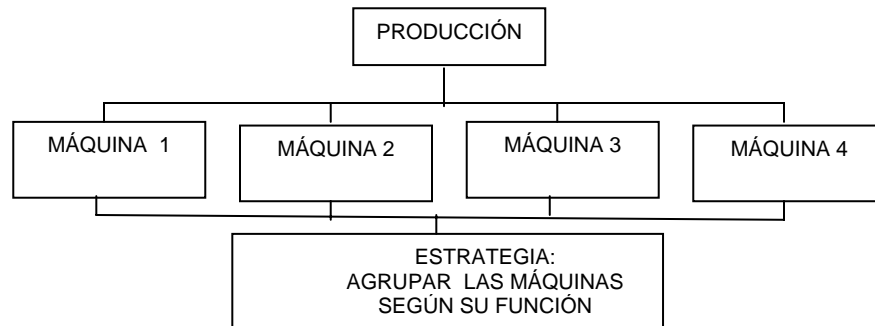 PRODUCCIÓN
MÁQUINA 1
MÁQUINA 2
MÁQUINA 3
MÁQUINA 4
ESTRATEGIA:
AGRUPAR LAS MÁQUINAS
SEGÚN SU FUNCIÓN